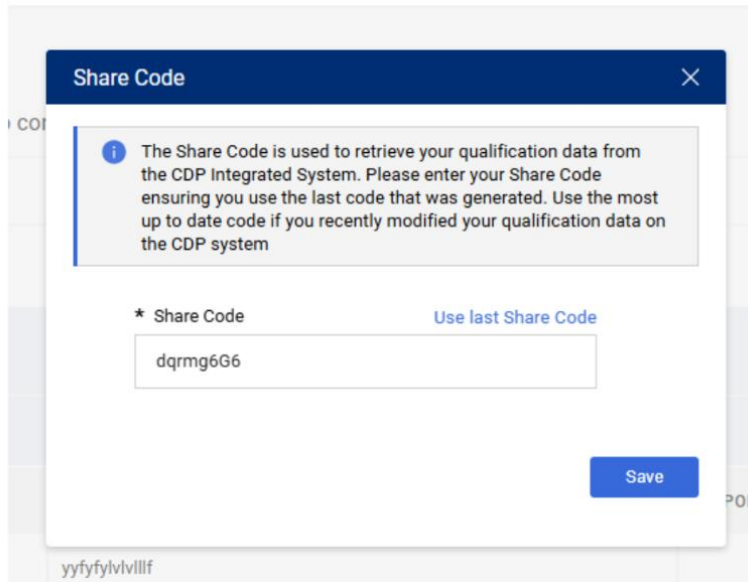 Share Code
The Share Code is used to retrieve your qualification data from
the CDP Integrated System. Please enter your Share Code
ensuring you use the last code that was generated. Use the most
up to date code if you recently modified your qualification data on
the CDP system
* Share Code Use last Share Code
dqrmg6G6
Save